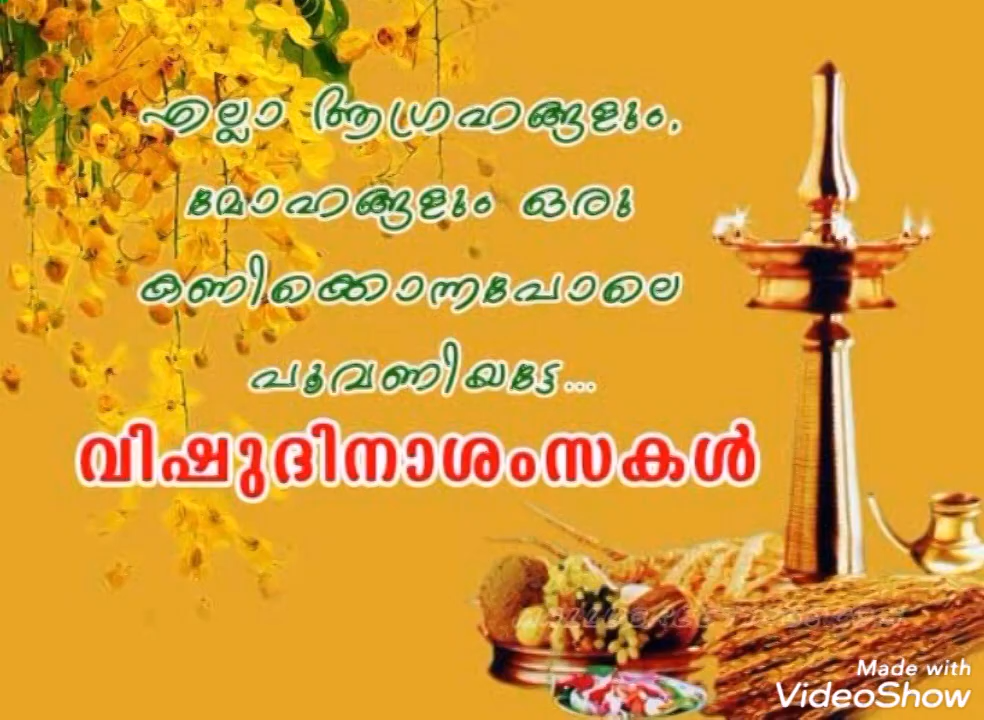 എല്ലാ ആഗ്രഹങ്ങളും,
മോഹങ്ങളും ഒരു
കണിക്കൊന്നപോലെ
പൂവണിയട്ടേ...
വിഷുദിനാശംസകൾ
Made with
VideoShow